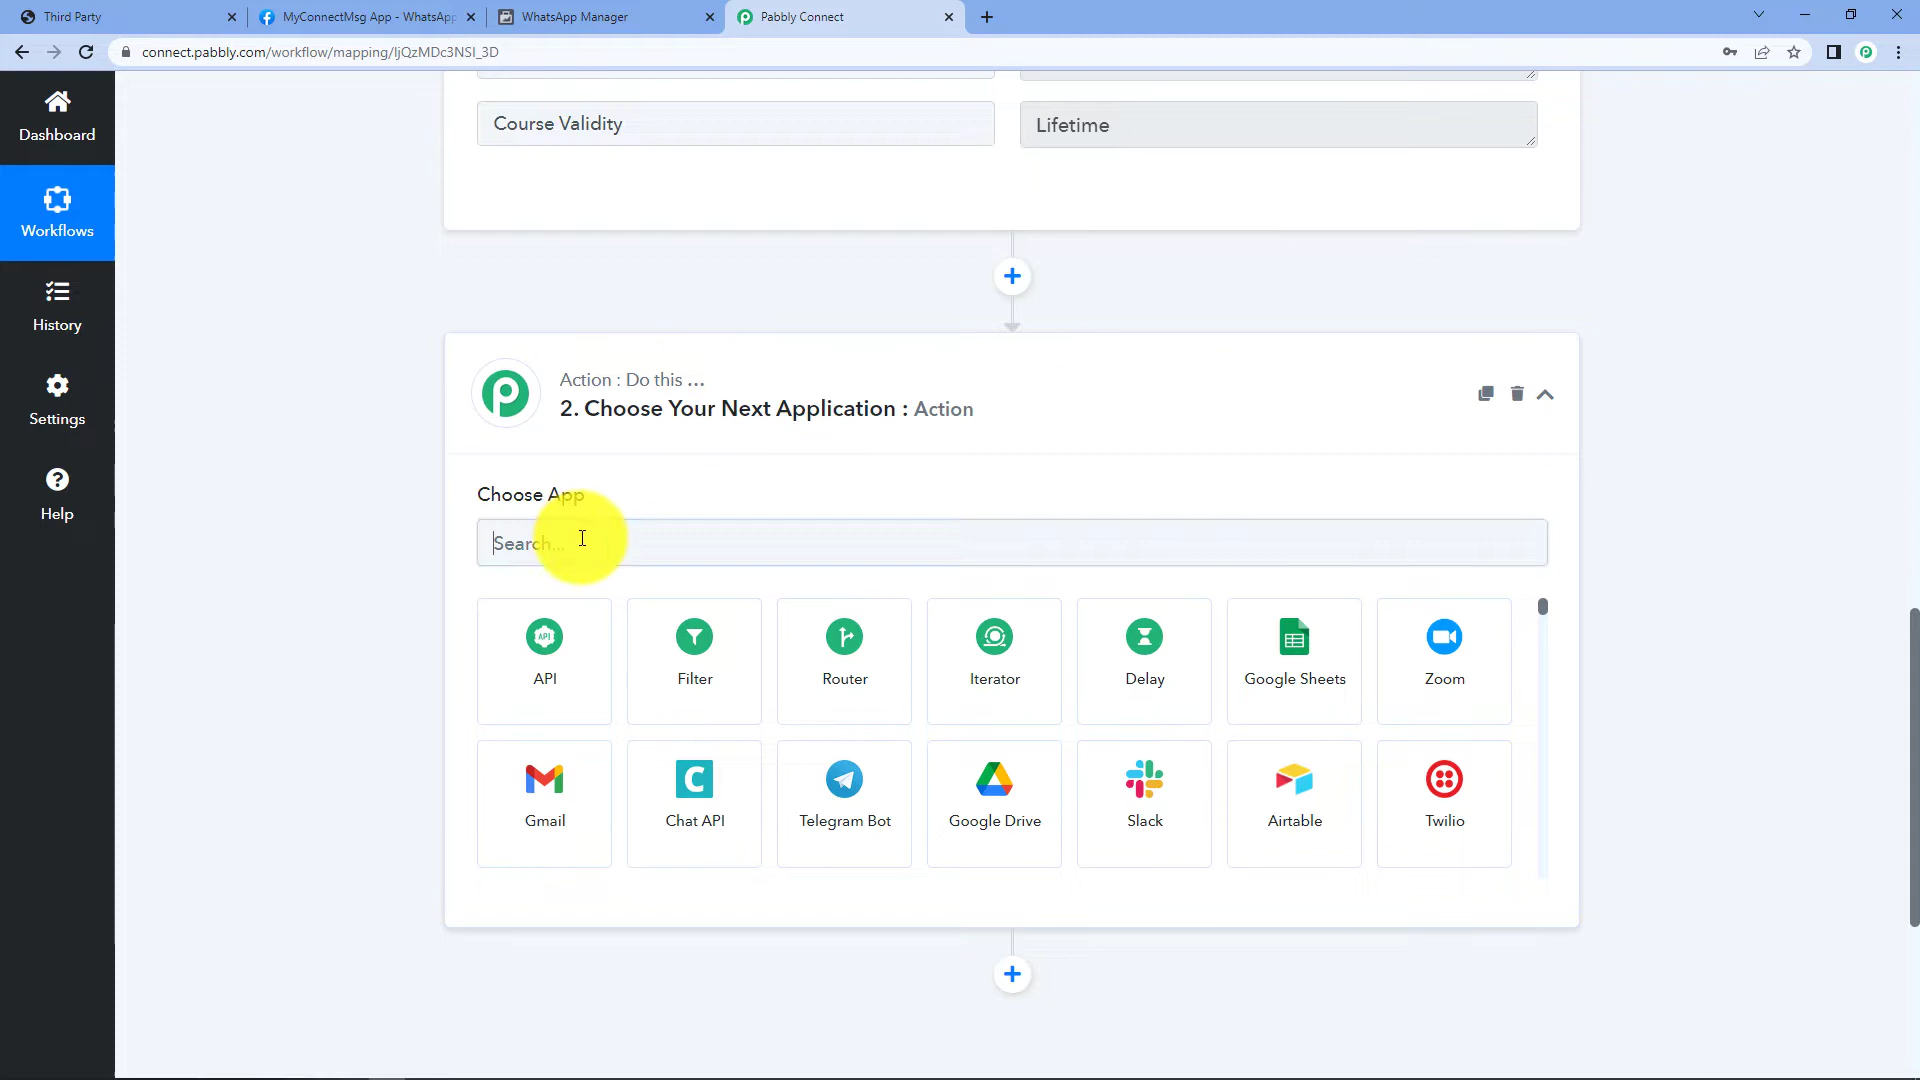 Third Party
MyConnectMsg App - WhatsApp
WhatsApp Manager
Pabbly Connect
connect.pabbly.com/workflow/mapping/IjQzMDc3NSI_3D
Dashboard
Workflows
History
Settings
Help
Course Validity
Lifetime
Action : Do this ...
2. Choose Your Next Application : Action
Choose App
Search...
API
Filter
Router
Iterator
Delay
Google Sheets
Zoom
Gmail
Chat API
Telegram Bot
Google Drive
Slack
Airtable
Twilio